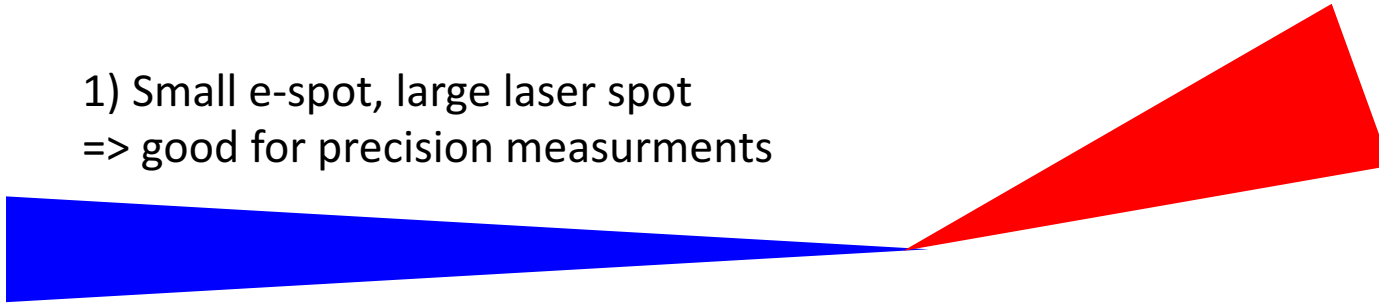 1) Small e-spot, large laser spot
=> good for precision measurments